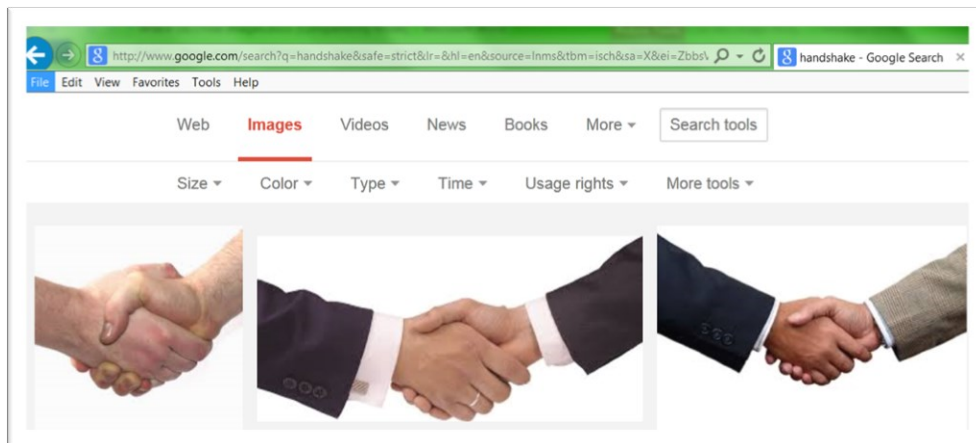 http://www.google.com/search?q=handshake&safe=strict&lr=&hl=en&source=lnms&tbm=isch&sa=X&ei=Zbbs\ handshake - Google Search
File Edit View Favorites Tools Help
Web Images Videos News Books More Search tools
Size Color Type Time Usage rights More tools